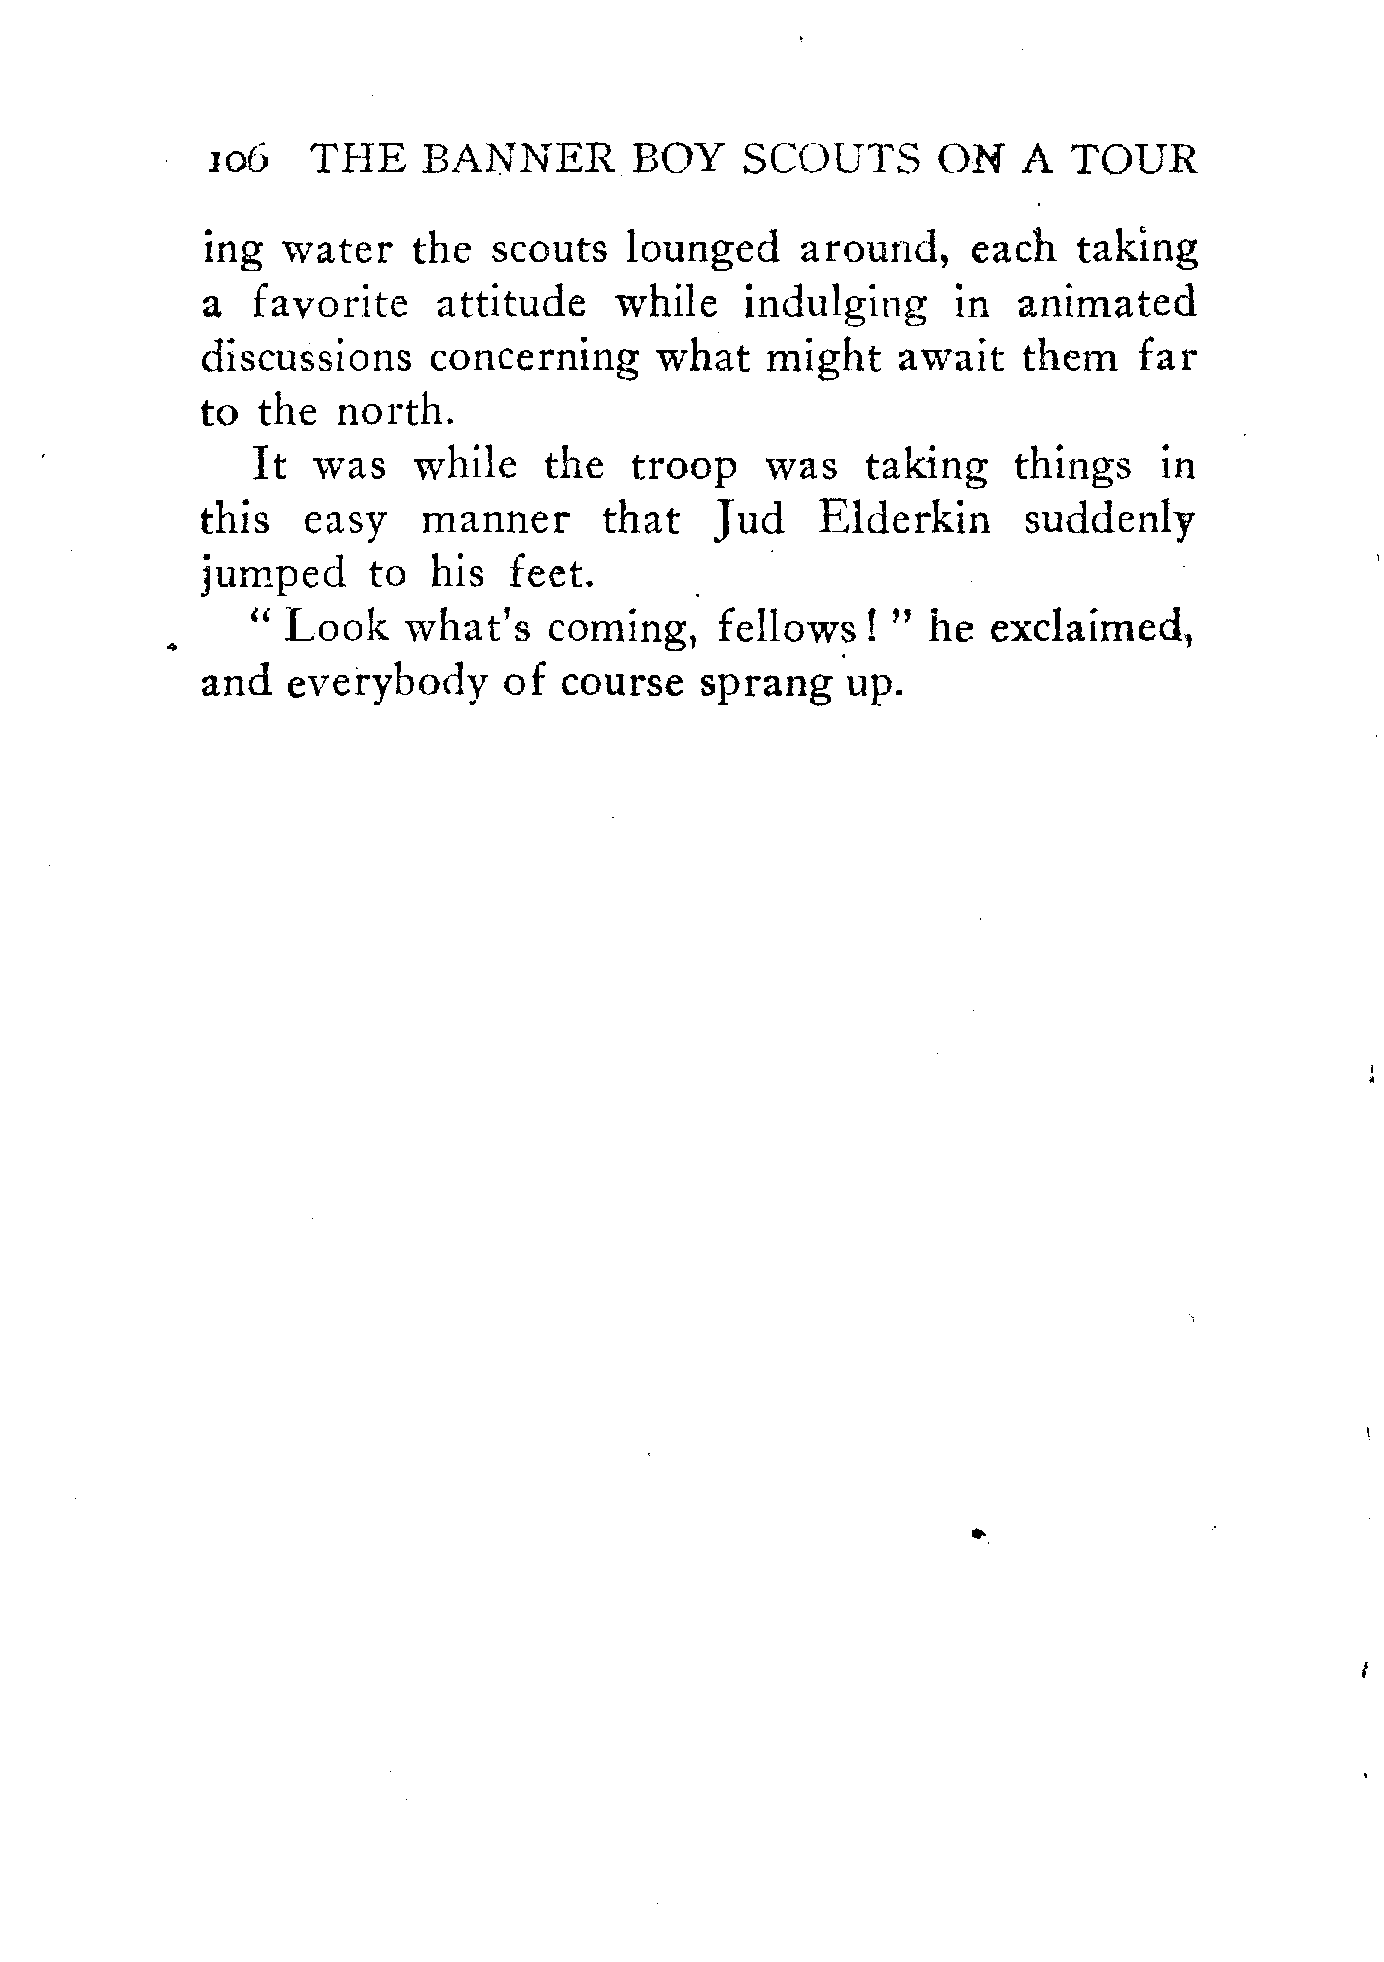 106 THE BANNER BOY SCOUTS ON A TOUR
ing water the scouts lounged around, each taking
a favorite attitude while indulging in animated
discussions concerning what might await them far
to the north.
It was while the troop was taking things in
this easy manner that Jud Elderkin suddenly
jumped to his feet.
“ Look what's coming, fellows! ” he exclaimed,
and everybody of course sprang up.